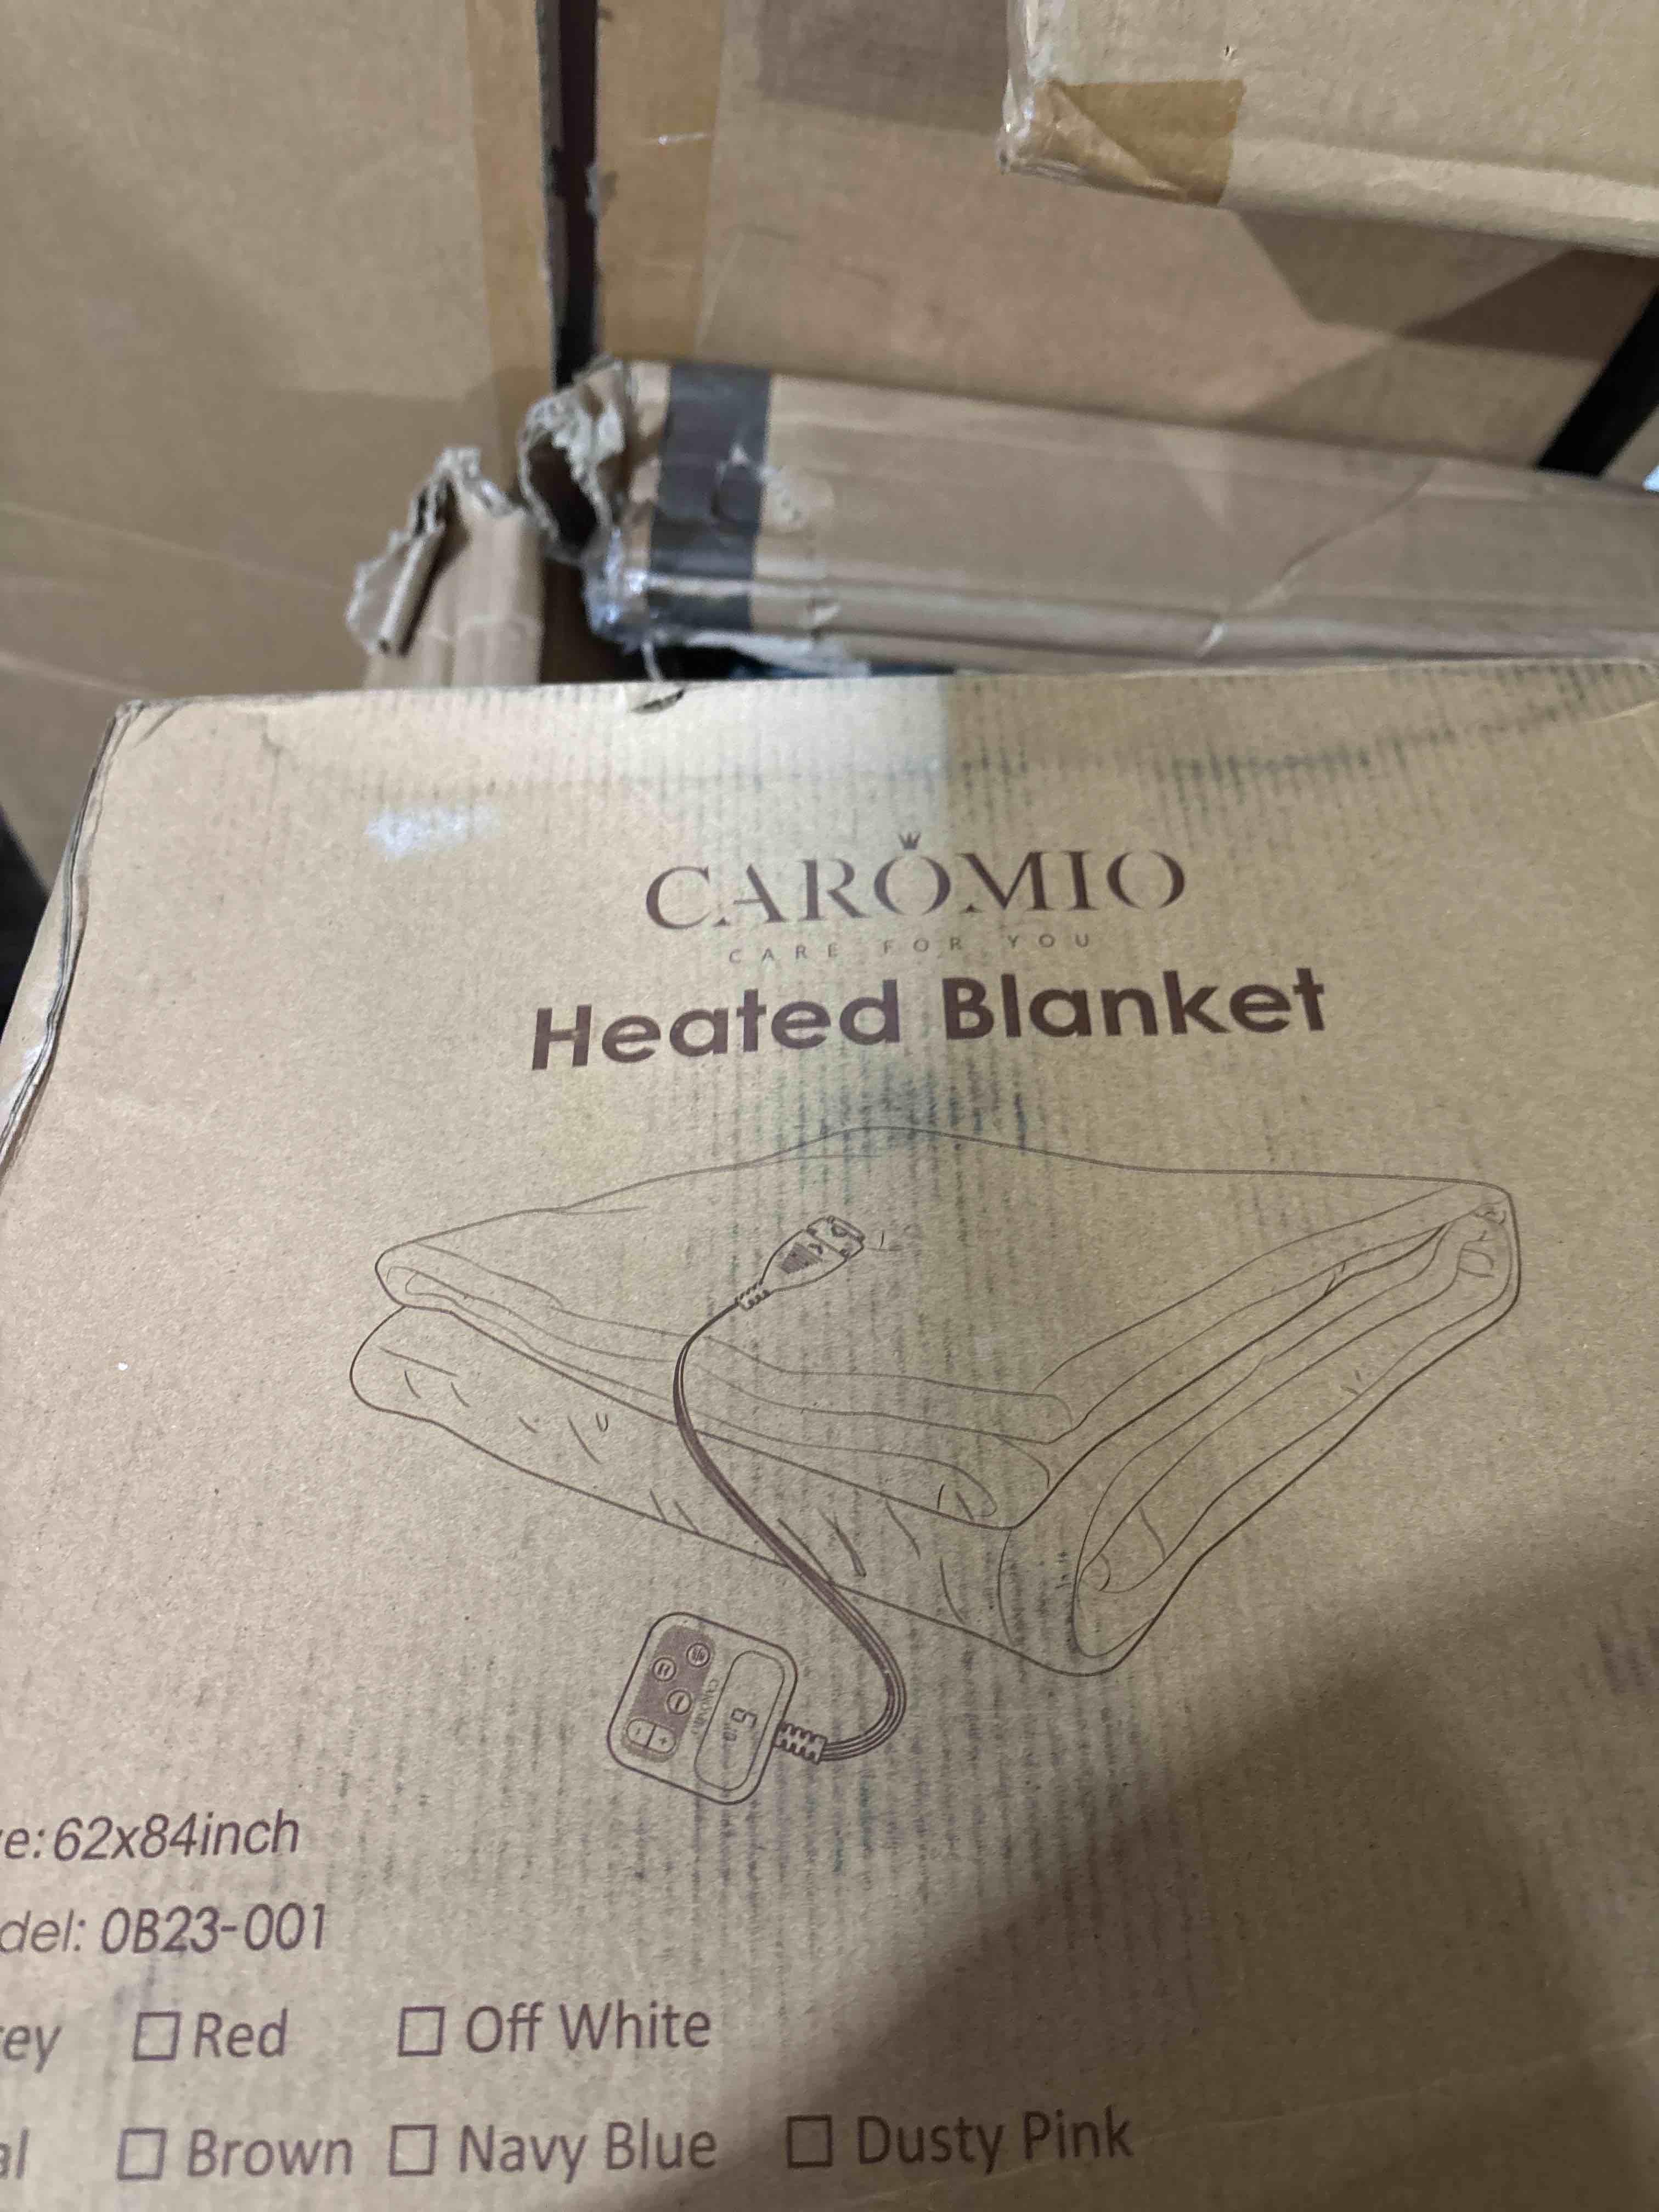 CAROMIO
CARE FOR YOU
Heated Blanket
CAROMIO
e: 62x84inch
del: 0B23-001
ey Red Off White
al Brown Navy Blue Dusty Pink